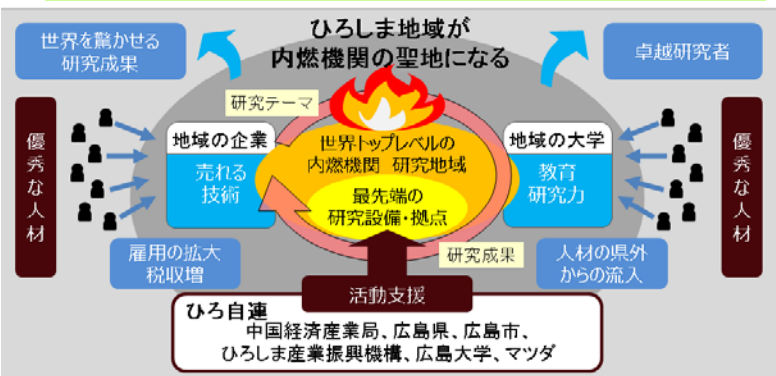 ひろしま地域が
内燃機関の聖地になる
世界を驚かせる
研究成果
卓越研究者
研究テーマ
優秀な人材
地域の企業
売れる
技術
世界トップレベルの
内燃機関 研究地域
最先端の
研究設備・拠点
地域の大学
教育
研究力
優秀な人材
雇用の拡大
税収増
研究成果
人材の県外
からの流入
活動支援
ひろ自連
中国経済産業局、広島県、広島市、
ひろしま産業振興機構、広島大学、マツダ